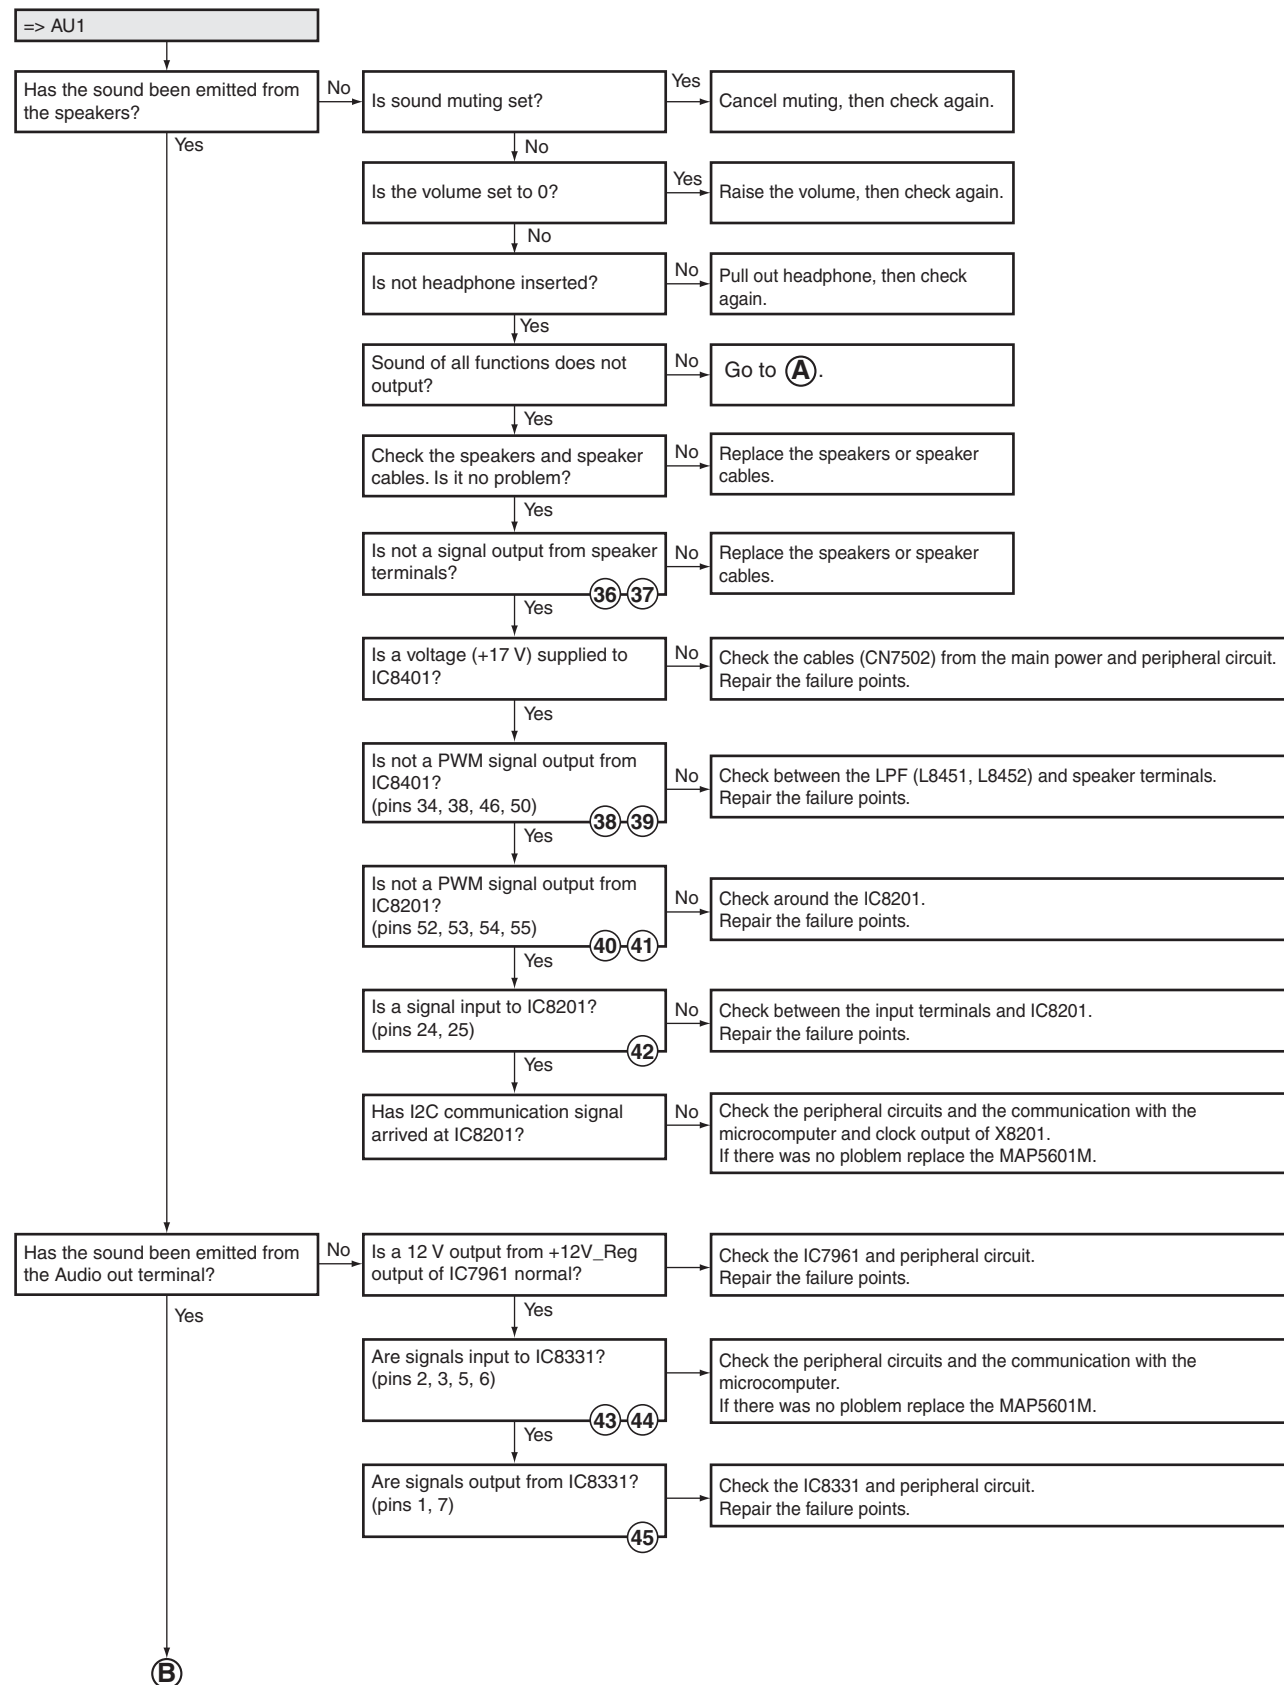 => AU1
Has the sound been emitted from
the speakers?
No
Is sound muting set?
Yes
Cancel muting, then check again.
Yes
No
Is the volume set to 0?
Yes
Raise the volume, then check again.
No
Is not headphone inserted?
No
Pull out headphone, then check
again.
Yes
Sound of all functions does not
output?
No
Go to A.
Yes
Check the speakers and speaker
cables. Is it no problem?
No
Replace the speakers or speaker
cables.
Yes
Is not a signal output from speaker
terminals?
36 37
No
Replace the speakers or speaker
cables.
Yes
Is a voltage (+17 V) supplied to
IC8401?
No
Check the cables (CN7502) from the main power and peripheral circuit.
Repair the failure points.
Yes
Is not a PWM signal output from
IC8401?
(pins 34, 38, 46, 50)
38 39
No
Check between the LPF (L8451, L8452) and speaker terminals.
Repair the failure points.
Yes
Is not a PWM signal output from
IC8201?
(pins 52, 53, 54, 55)
40 41
No
Check around the IC8201.
Repair the failure points.
Yes
Is a signal input to IC8201?
(pins 24, 25)
42
No
Check between the input terminals and IC8201.
Repair the failure points.
Yes
Has I2C communication signal
arrived at IC8201?
No
Check the peripheral circuits and the communication with the
microcomputer and clock output of X8201.
If there was no ploblem replace the MAP5601M.
Has the sound been emitted from
the Audio out terminal?
No
Is a 12 V output from +12V_Reg
output of IC7961 normal?
Check the IC7961 and peripheral circuit.
Repair the failure points.
Yes
Yes
Are signals input to IC8331?
(pins 2, 3, 5, 6)
43 44
Check the peripheral circuits and the communication with the
microcomputer.
If there was no ploblem replace the MAP5601M.
Yes
Are signals output from IC8331?
(pins 1, 7)
45
Check the IC8331 and peripheral circuit.
Repair the failure points.
B